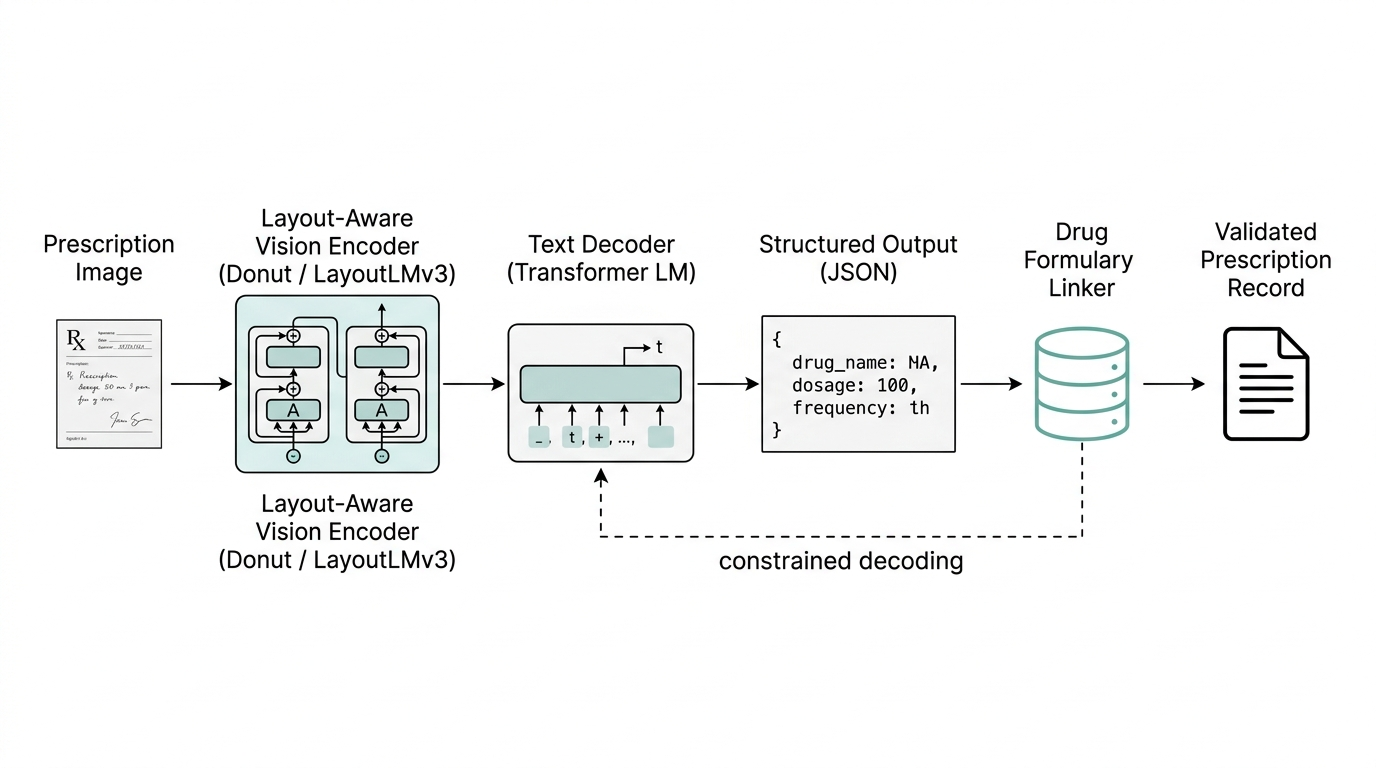 Prescription
Image
Layout-Aware
Vision Encoder
(Donut / LayoutLMv3)
Text Decoder
(Transformer LM)
Structured Output
(JSON)
Drug
Formulary
Linker
Validated
Prescription
Record
Rx
A
A
t
_ , t , + , ...,
{
drug_name: NA,
dosage: 100,
frequency: th
}
Layout-Aware
Vision Encoder
(Donut / LayoutLMv3)
constrained decoding